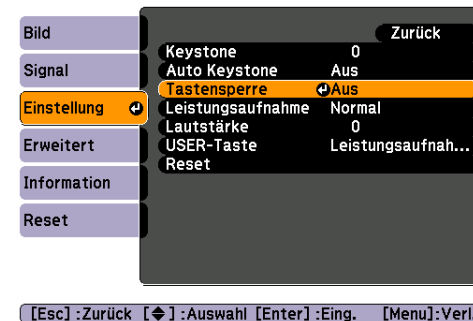 Bild
Signal
Einstellung
Erweitert
Information
Reset
Zurück
Keystone 0
Auto Keystone Aus
Tastensperre Aus
Leistungsaufnahme Normal
Lautstärke 0
USER-Taste Leistungsaufnah...
Reset
[Esc] :Zurück [ ] :Auswahl [Enter] :Eing. [Menu]:Verl